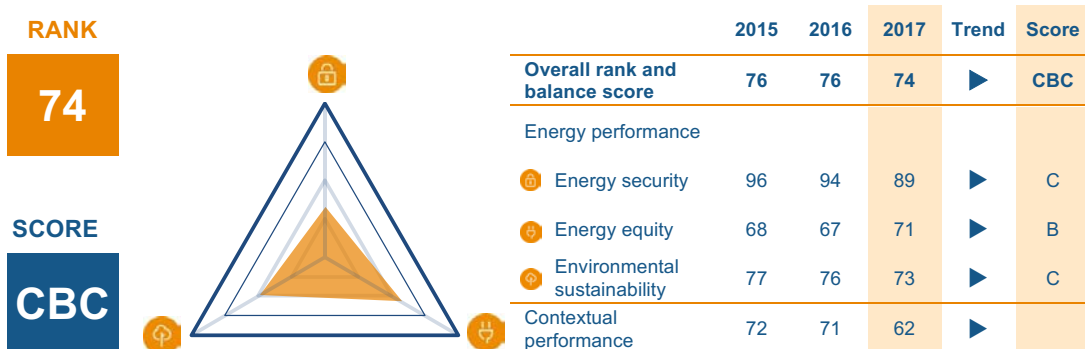 RANK
74
SCORE
CBC
2015 2016 2017 Trend Score
Overall rank and
balance score 76 76 74 CBC
Energy performance
Energy security 96 94 89 C
Energy equity 68 67 71 B
Environmental
sustainability 77 76 73 C
Contextual
performance 72 71 62